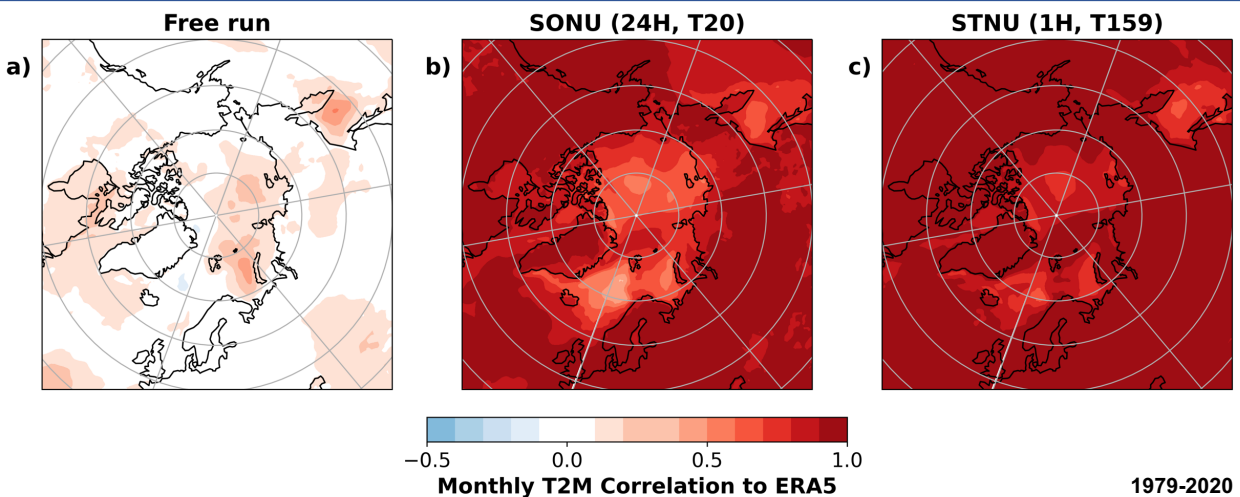 Free run
SONU (24H, T20)
STNU (1H, T159)
a)
b)
c)
−0.5
0.0
0.5
1.0
Monthly T2M Correlation to ERA5
1979-2020